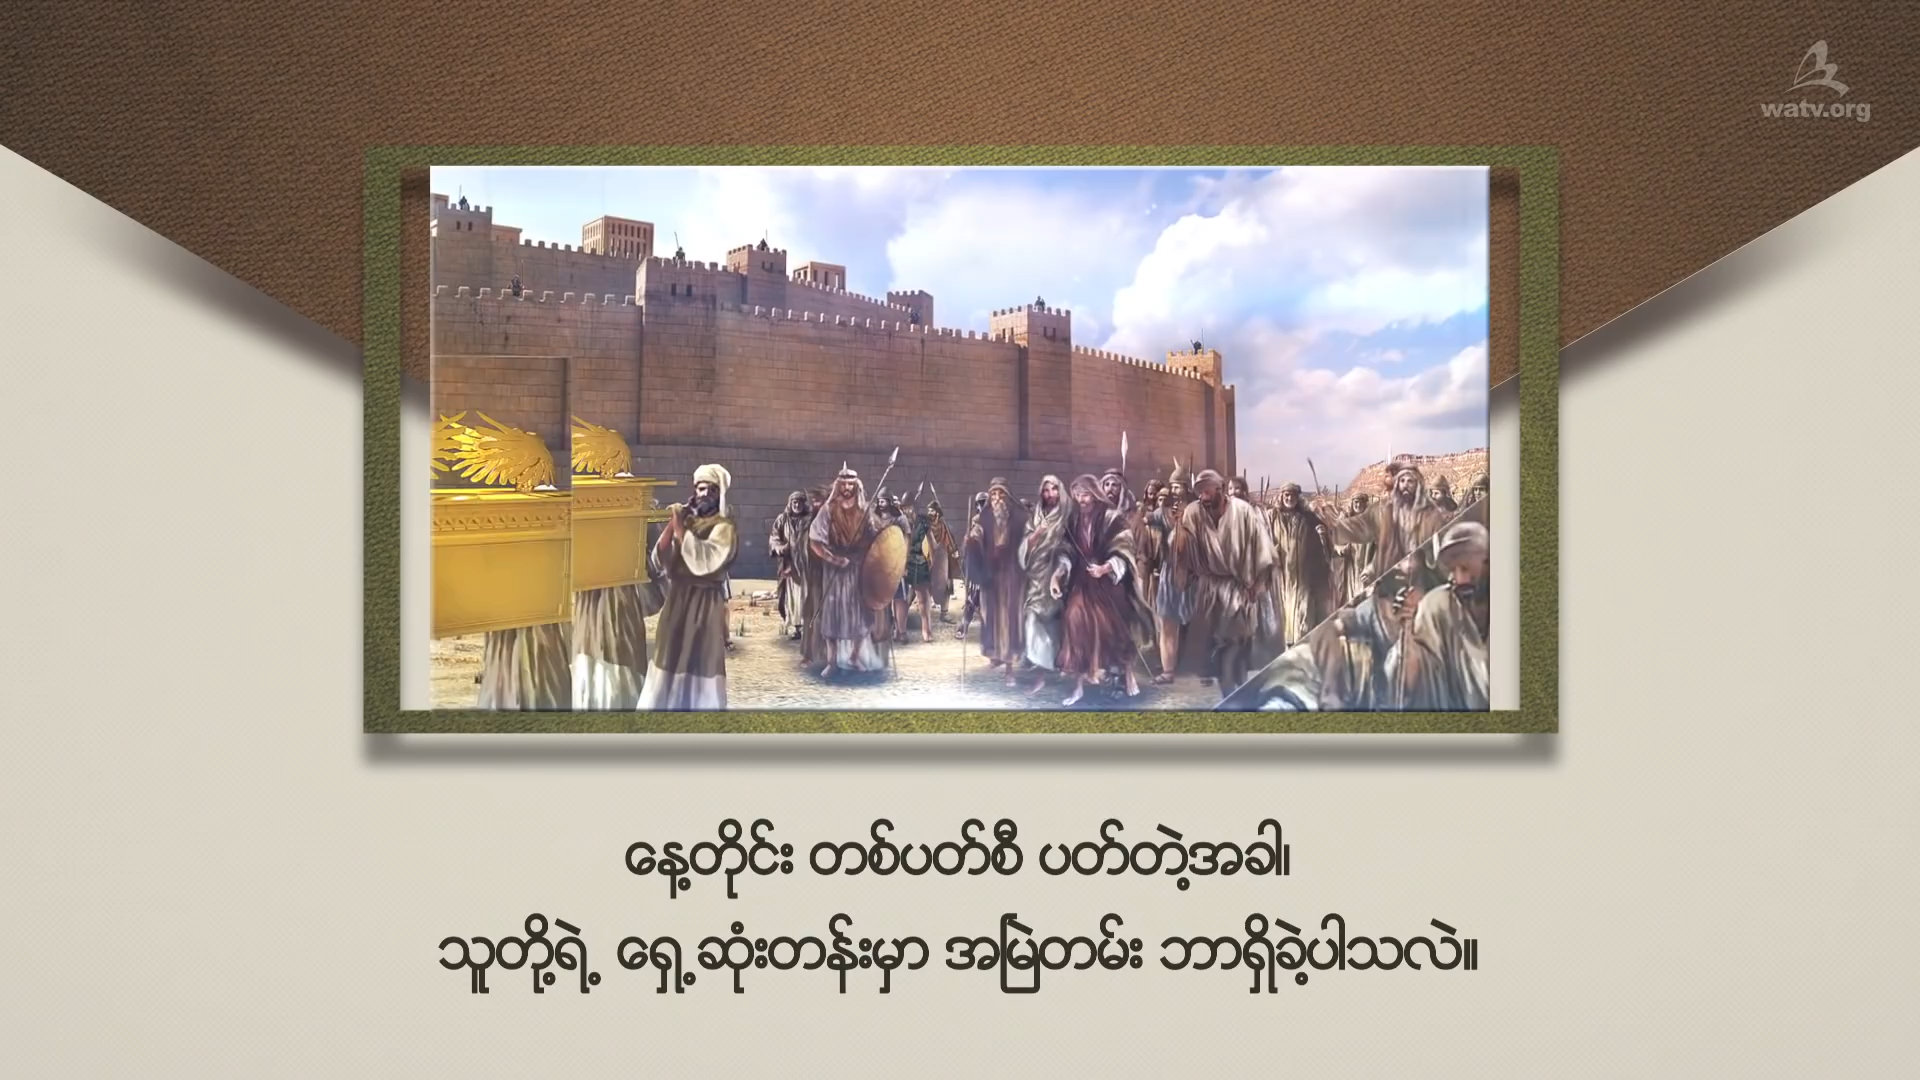 watv.org
နေ့တိုင်း တစ်ပတ်စီ ပတ်တဲ့အခါ၊
သူတို့ရဲ့ ရှေ့ဆုံးတန်းမှာ အမြဲတမ်း ဘာရှိခဲ့ပါသလဲ။